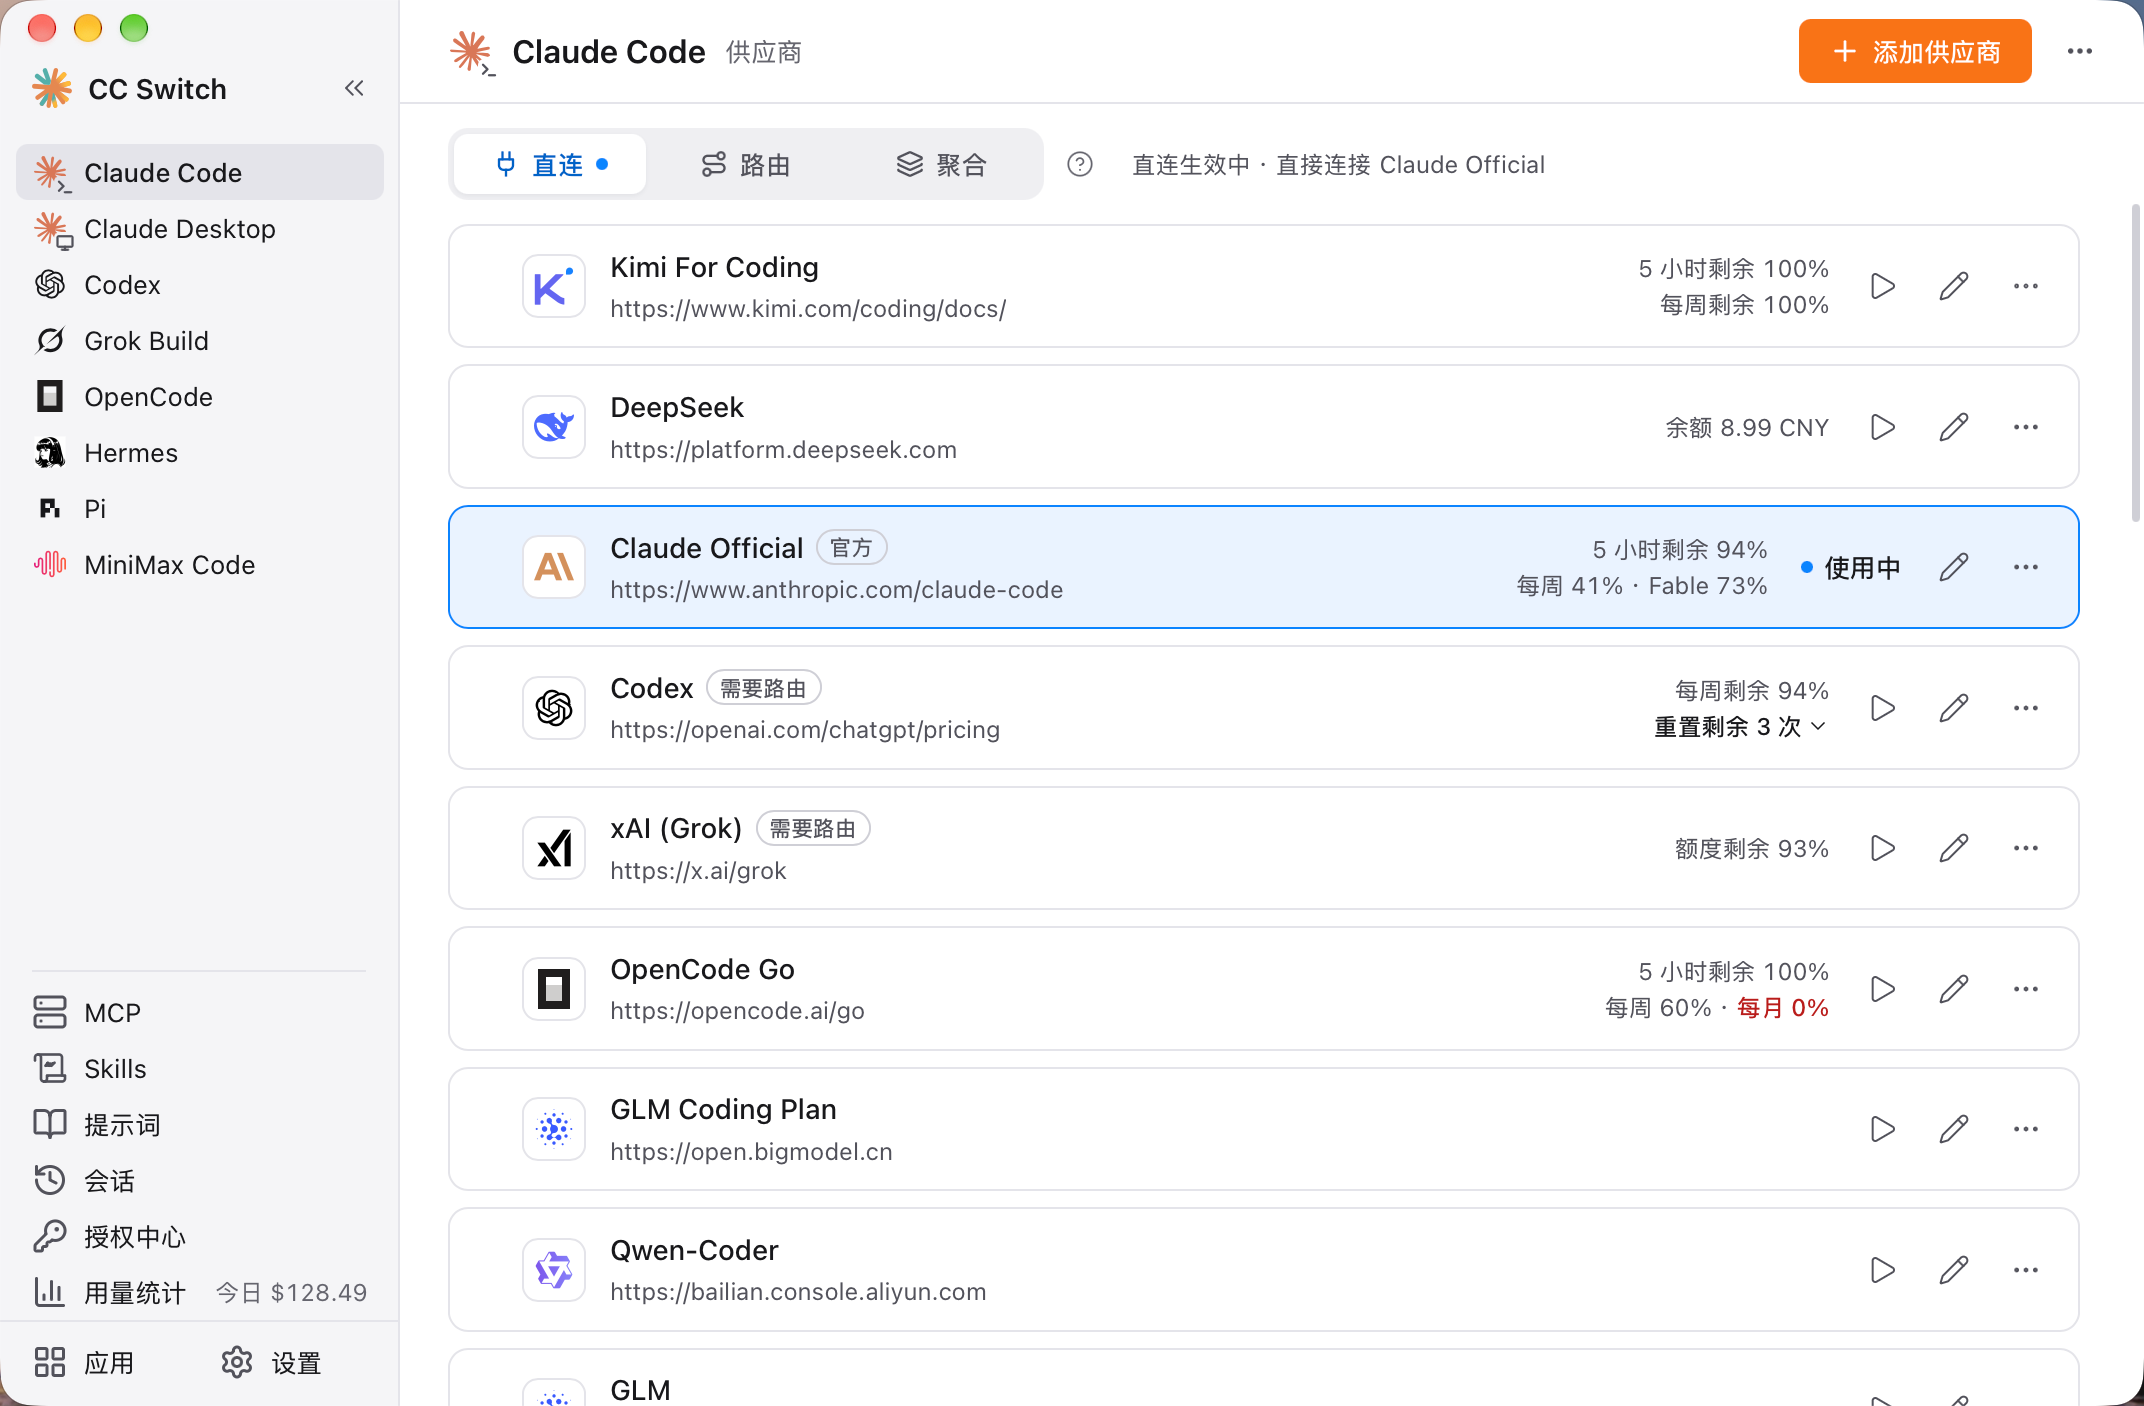 CC Switch
Claude Code
Claude Desktop
Codex
Grok Build
OpenCode
Hermes
Pi
MiniMax Code
MCP
Skills
提示词
会话
授权中心
用量统计 今日 $128.49
应用 设置
Claude Code 供应商
添加供应商
直连 路由 聚合 直连生效中 · 直接连接 Claude Official
Kimi For Coding
https://www.kimi.com/coding/docs/
5 小时剩余 100%
每周剩余 100%
DeepSeek
https://platform.deepseek.com
余额 8.99 CNY
Claude Official 官方
https://www.anthropic.com/claude-code
5 小时剩余 94%
每周 41% · Fable 73%
使用中
Codex 需要路由
https://openai.com/chatgpt/pricing
每周剩余 94%
重置剩余 3 次
xAI (Grok) 需要路由
https://x.ai/grok
额度剩余 93%
OpenCode Go
https://opencode.ai/go
5 小时剩余 100%
每周 60% · 每月 0%
GLM Coding Plan
https://open.bigmodel.cn
Qwen-Coder
https://bailian.console.aliyun.com
GLM